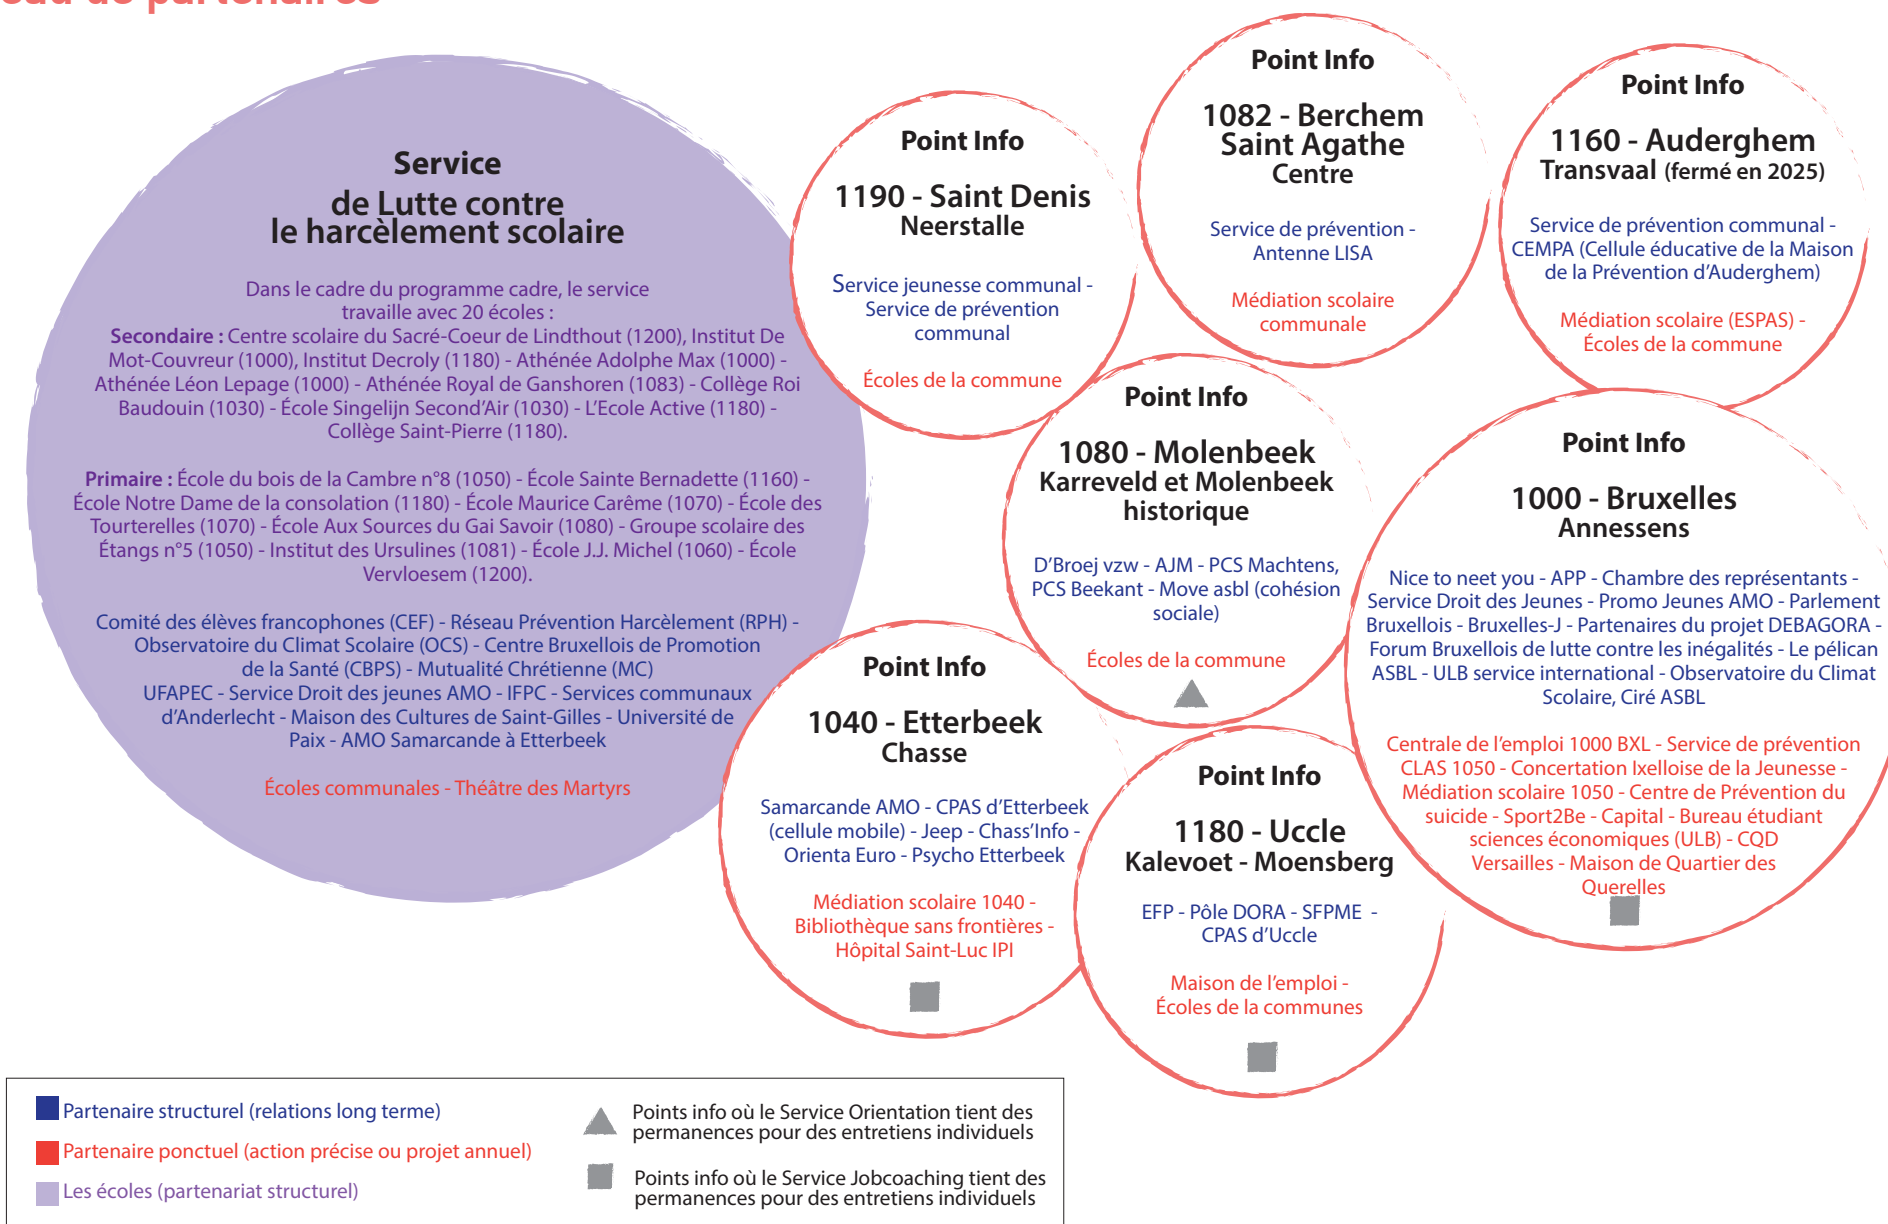 de partenaires
Service
de Lutte contre
le harcèlement scolaire
Dans le cadre du programme cadre, le service
travaille avec 20 écoles :
Secondaire : Centre scolaire du Sacré-Coeur de Lindthout (1200), Institut De
Mot-Couvreur (1000), Institut Decroly (1180) - Athénée Adolphe Max (1000) -
Athénée Léon Lepage (1000) - Athénée Royal de Ganshoren (1083) - Collège Roi
Baudouin (1030) - École Singelijn Second'Air (1030) - L'Ecole Active (1180) -
Collège Saint-Pierre (1180).
Primaire : École du bois de la Cambre n°8 (1050) - École Sainte Bernadette (1160) -
École Notre Dame de la consolation (1180) - École Maurice Carême (1070) - École des
Tourterelles (1070) - École Aux Sources du Gai Savoir (1080) - Groupe scolaire des
Étangs n°5 (1050) - Institut des Ursulines (1081) - École J.J. Michel (1060) - École
Vervloesem (1200).
Comité des élèves francophones (CEF) - Réseau Prévention Harcèlement (RPH) -
Observatoire du Climat Scolaire (OCS) - Centre Bruxellois de Promotion
de la Santé (CBPS) - Mutualité Chrétienne (MC)
UFAPEC - Service Droit des jeunes AMO - IFPC - Services communaux
d'Anderlecht - Maison des Cultures de Saint-Gilles - Université de
Paix - AMO Samarcande à Etterbeek
Écoles communales - Théâtre des Martyrs
Point Info
1190 - Saint Denis
Neerstalle
Service jeunesse communal -
Service de prévention
communal
Écoles de la commune
Point Info
1082 - Berchem
Saint Agathe
Centre
Service de prévention -
Antenne LISA
Médiation scolaire
communale
Point Info
1160 - Auderghem
Transvaal (fermé en 2025)
Service de prévention communal -
CEMPA (Cellule éducative de la Maison
de la Prévention d'Auderghem)
Médiation scolaire (ESPAS) -
Écoles de la commune
Point Info
1080 - Molenbeek
Karreveld et Molenbeek
historique
D'Broej vzw - AJM - PCS Machtens,
PCS Beekant - Move asbl (cohésion
sociale)
Écoles de la commune
Point Info
1000 - Bruxelles
Annessens
Nice to neet you - APP - Chambre des représentants -
Service Droit des Jeunes - Promo Jeunes AMO - Parlement
Bruxellois - Bruxelles-J - Partenaires du projet DEBAGORA -
Forum Bruxellois de lutte contre les inégalités - Le pélican
ASBL - ULB service international - Observatoire du Climat
Scolaire, Ciré ASBL
Centrale de l'emploi 1000 BXL - Service de prévention
CLAS 1050 - Concertation Ixelloise de la Jeunesse -
Médiation scolaire 1050 - Centre de Prévention du
suicide - Sport2Be - Capital - Bureau étudiant
sciences économiques (ULB) - CQD
Versailles - Maison de Quartier des
Querelles
Point Info
1040 - Etterbeek
Chasse
Samarcande AMO - CPAS d'Etterbeek
(cellule mobile) - Jeep - Chass'Info -
Orienta Euro - Psycho Etterbeek
Médiation scolaire 1040 -
Bibliothèque sans frontières -
Hôpital Saint-Luc IPI
Point Info
1180 - Uccle
Kalevoet - Moensberg
EFP - Pôle DORA - SFPME -
CPAS d'Uccle
Maison de l'emploi -
Écoles de la communes
Partenaire structurel (relations long terme)
Partenaire ponctuel (action précise ou projet annuel)
Les écoles (partenariat structurel)
Points info où le Service Orientation tient des
permanences pour des entretiens individuels
Points info où le Service Jobcoaching tient des
permanences pour des entretiens individuels